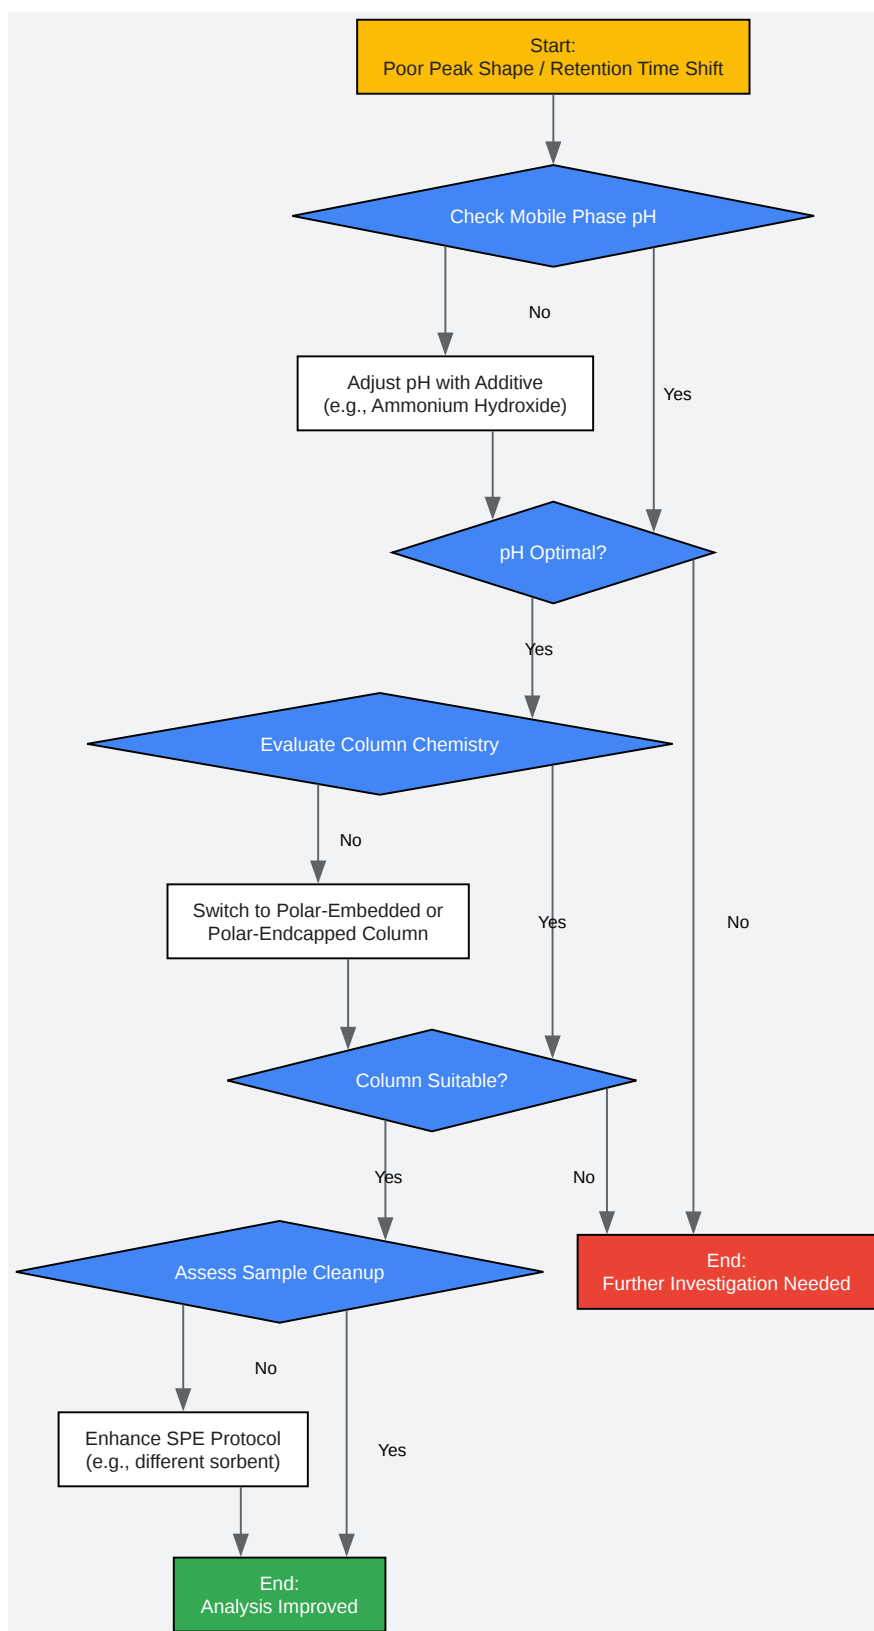 Start:
Poor Peak Shape / Retention Time Shift
Check Mobile Phase pH
No
Adjust pH with Additive
(e.g., Ammonium Hydroxide)
Yes
pH Optimal?
Yes
Evaluate Column Chemistry
No
Switch to Polar-Embedded or
Polar-Endcapped Column
Yes
No
Column Suitable?
Yes
No
End:
Further Investigation Needed
Assess Sample Cleanup
No
Enhance SPE Protocol
(e.g., different sorbent)
Yes
End:
Analysis Improved